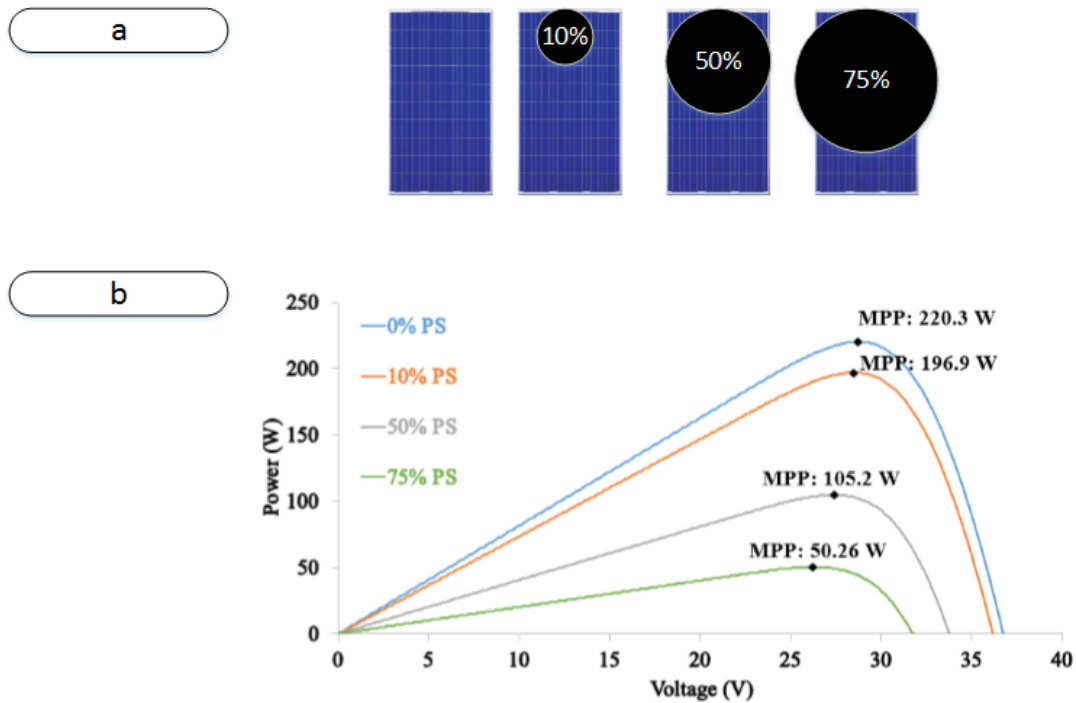 a
10%
50%
75%
b
250
200
150
100
50
0
Power (W)
0% PS
10% PS
50% PS
75% PS
MPP: 220.3 W
MPP: 196.9 W
MPP: 105.2 W
MPP: 50.26 W
0 5 10 15 20 25 30 35 40
Voltage (V)